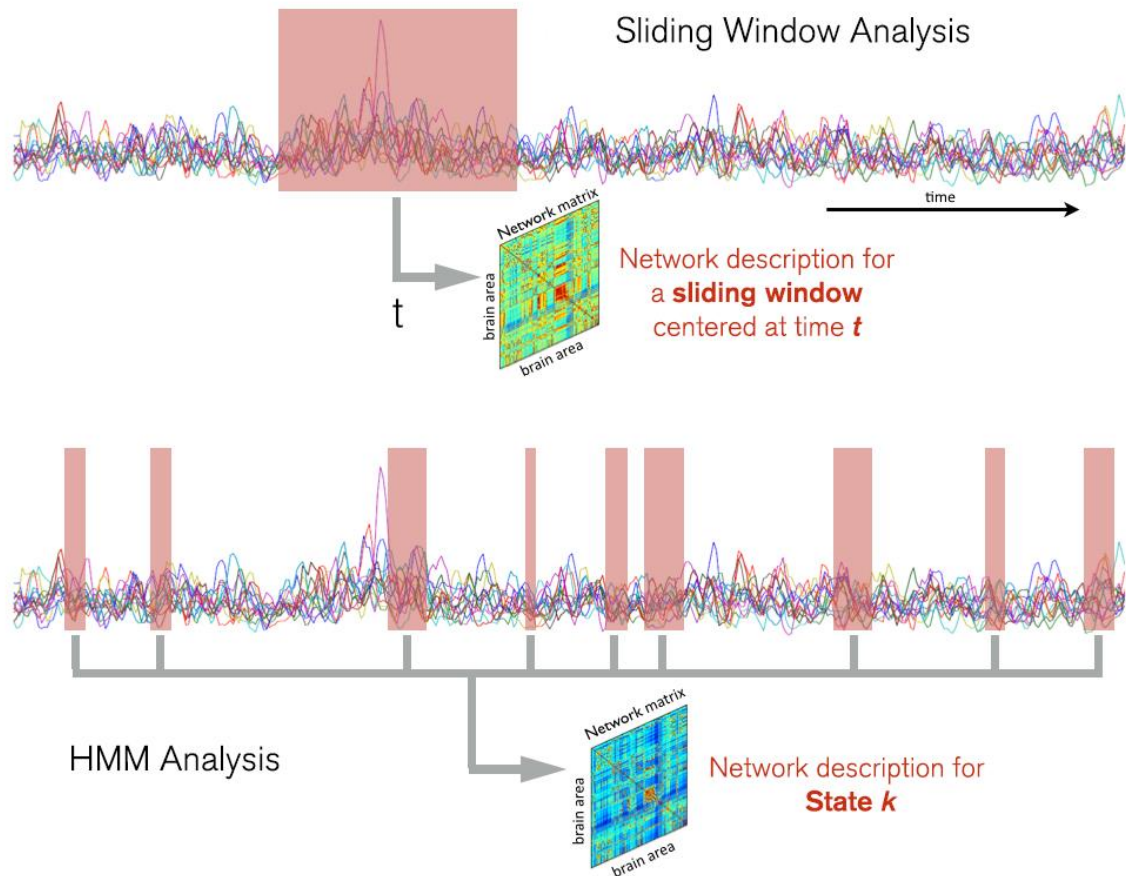 Sliding Window Analysis
time
Network matrix
brain area
brain area
t
Network description for
a sliding window
centered at time t
HMM Analysis
Network matrix
brain area
brain area
Network description for
State k